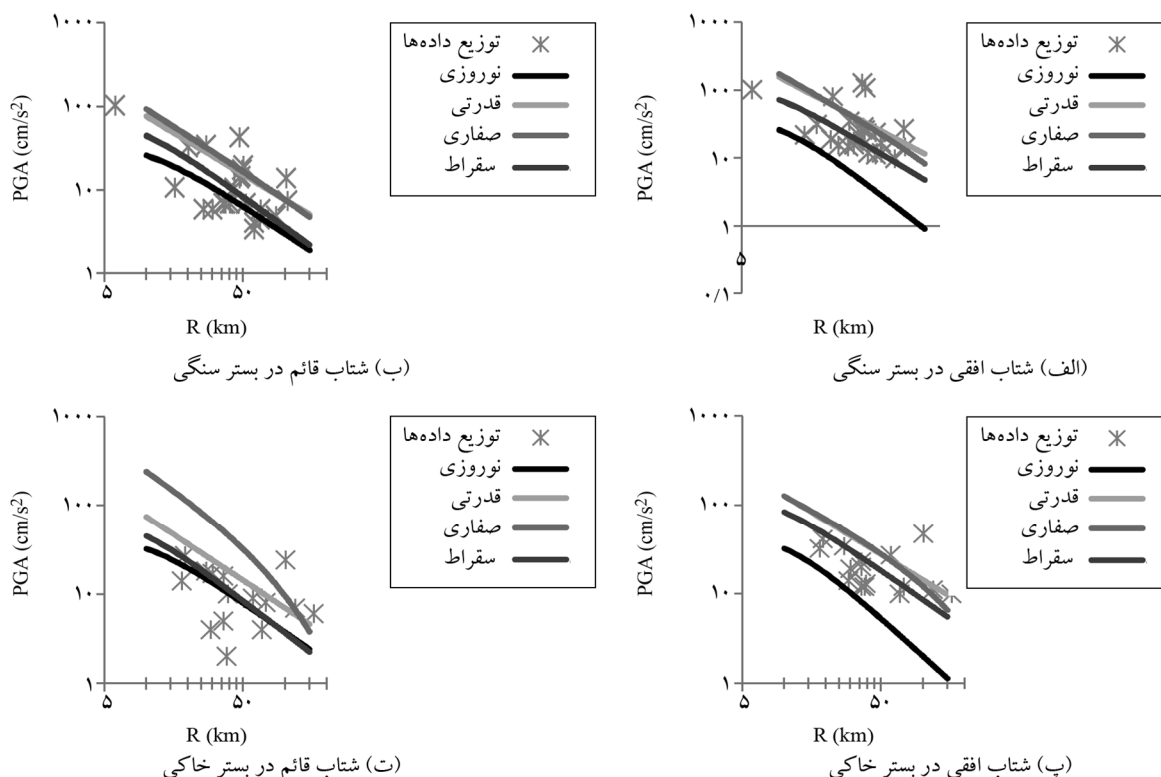 ۱۰۰۰
۱۰۰
۱۰
۱
۰/۱
۵
PGA (cm/s²)
R (km)
توزیع داده‌ها
نوروزی
قدرتی
صفاری
سقراط
(الف) شتاب افقی در بستر سنگی
۱۰۰۰
۱۰۰
۱۰
۱
۵
۵۰
PGA (cm/s²)
R (km)
توزیع داده‌ها
نوروزی
قدرتی
صفاری
سقراط
(ب) شتاب قائم در بستر سنگی
۱۰۰۰
۱۰۰
۱۰
۱
۵
۵۰
PGA (cm/s²)
R (km)
توزیع داده‌ها
نوروزی
قدرتی
صفاری
سقراط
(پ) شتاب افقی در بستر خاکی
۱۰۰۰
۱۰۰
۱۰
۱
۵
۵۰
PGA (cm/s²)
R (km)
توزیع داده‌ها
نوروزی
قدرتی
صفاری
سقراط
(ت) شتاب قائم در بستر خاکی